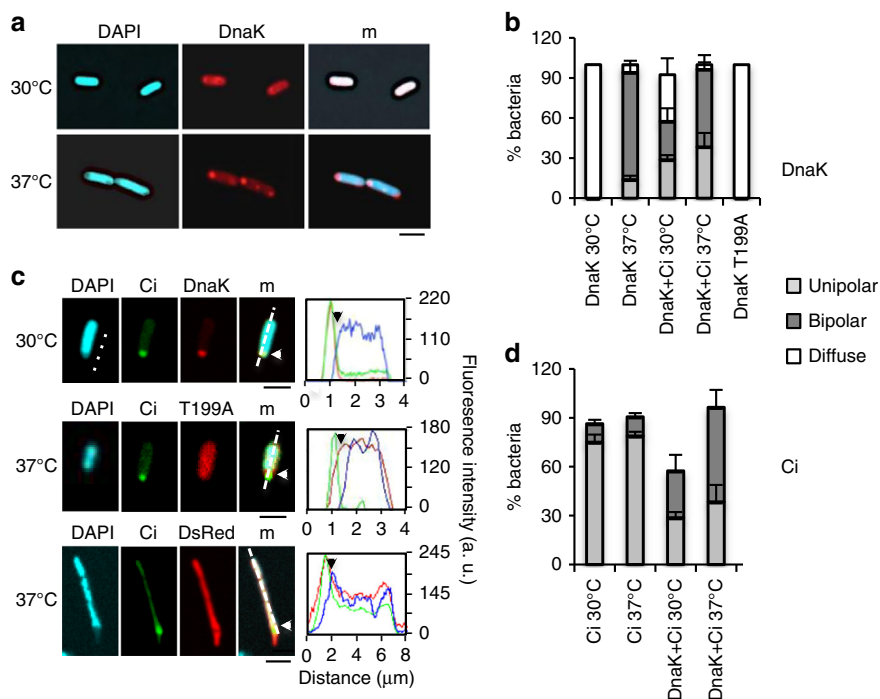 a
DAPI DnaK m
30°C
37°C
b
% bacteria
120
90
60
30
0
DnaK 30°C
DnaK 37°C
DnaK+Ci 30°C
DnaK+Ci 37°C
DnaK T199A
DnaK
Unipolar
Bipolar
Diffuse
c
DAPI Ci DnaK m
30°C
220
110
0
0 1 2 3 4
DAPI Ci T199A m
37°C
180
120
0
0 1 2 3 4
DAPI Ci DsRed m
37°C
245
145
0
0 2 4 6 8
Distance (μm)
Fluoresence intensity (a. u.)
d
% bacteria
120
90
60
30
0
Ci 30°C
Ci 37°C
DnaK+Ci 30°C
DnaK+Ci 37°C
Ci